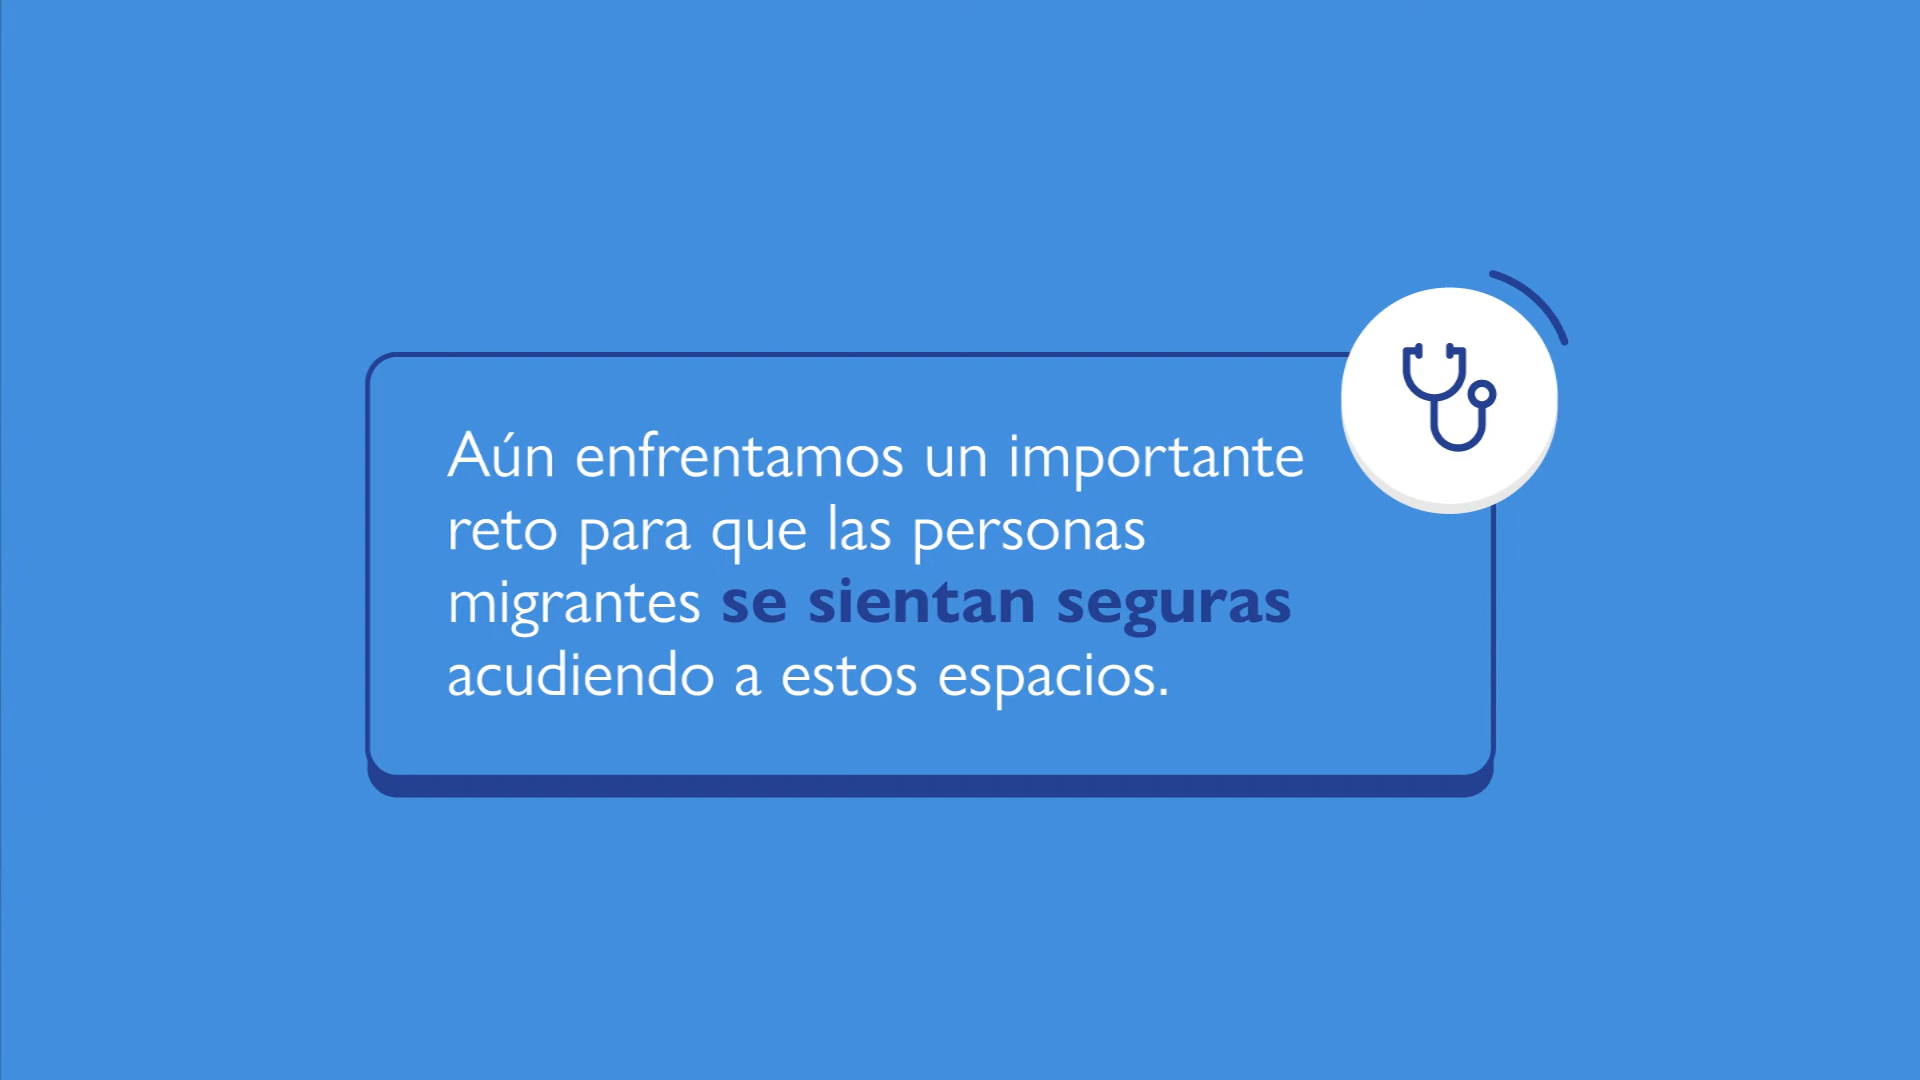 Aún enfrentamos un importante
reto para que las personas
migrantes se sientan seguras
acudiendo a estos espacios.